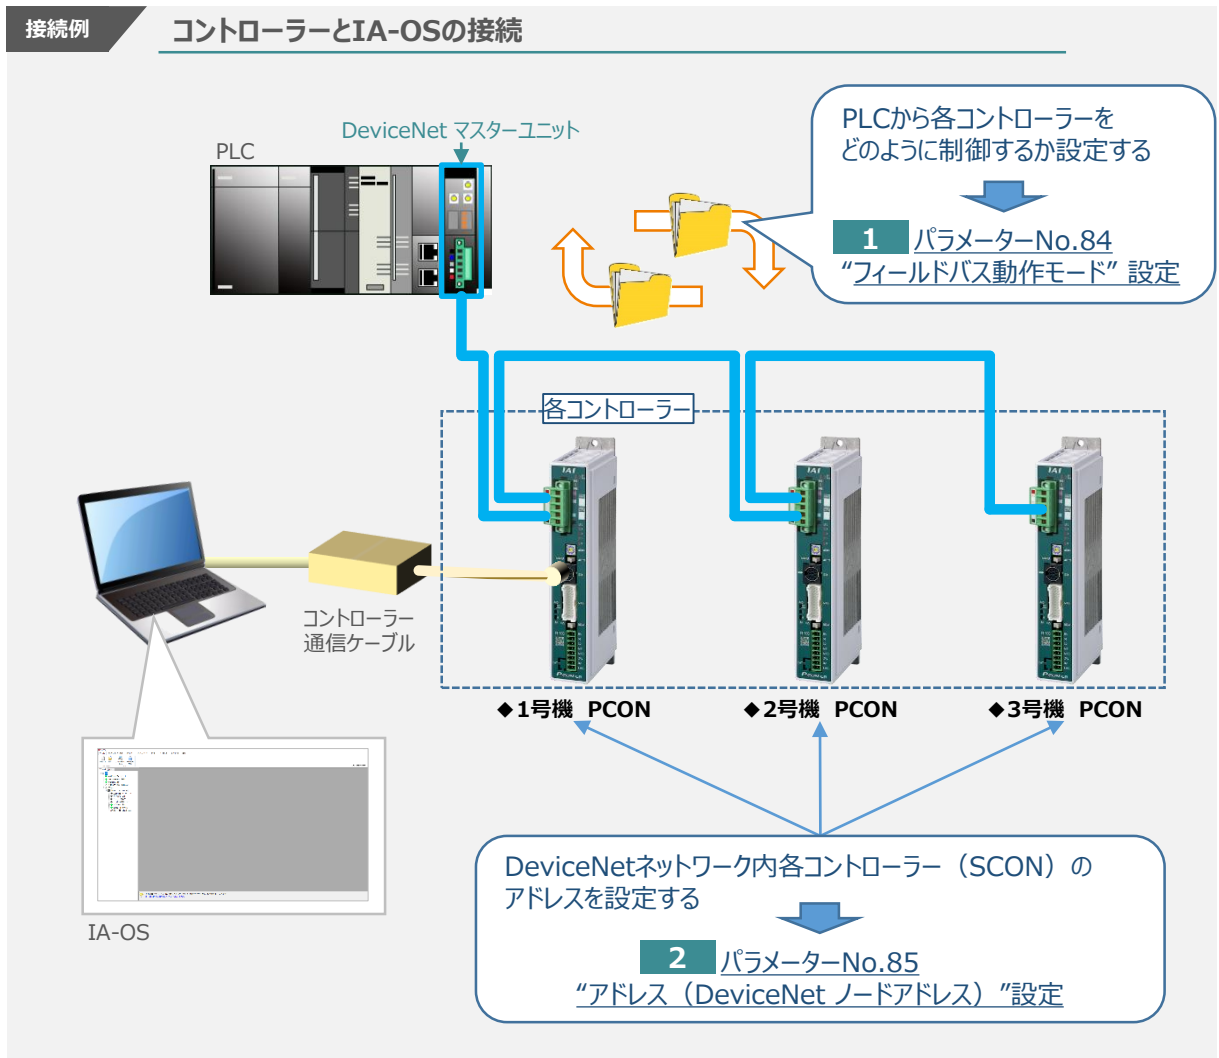 接続例
コントローラーとIA-OSの接続
DeviceNet マスターユニット
PLC
PLCから各コントローラーを
どのように制御するか設定する
1 パラメーターNo.84
“フィールドバス動作モード” 設定
各コントローラー
IAI
IAI
IAI
コントローラー
通信ケーブル
◆1号機 PCON
◆2号機 PCON
◆3号機 PCON
IA-OS
DeviceNetネットワーク内各コントローラー（SCON）の
アドレスを設定する
2 パラメーターNo.85
“アドレス（DeviceNet ノードアドレス）”設定